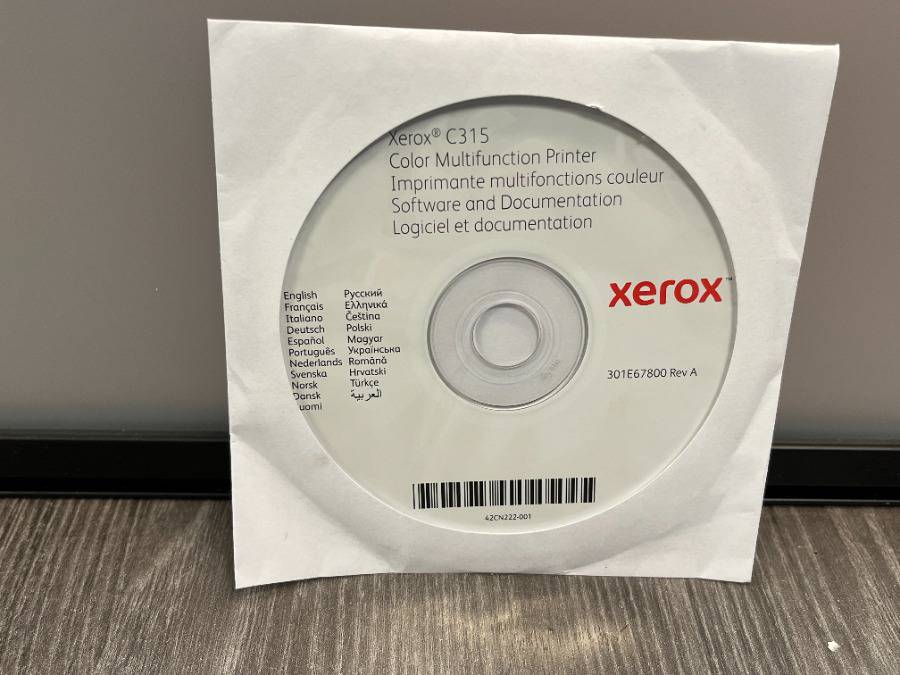 Xerox® C315
Color Multifunction Printer
Imprimante multifonctions couleur
Software and Documentation
Logiciel et documentation
xerox™
301E67800 Rev A
English
Français
Italiano
Deutsch
Español
Português
Nederlands
Svenska
Norsk
Dansk
uomi
Русский
Ελληνικά
Čeština
Polski
Magyar
Українська
Română
Hrvatski
Türkçe
العربية
42CN222-001